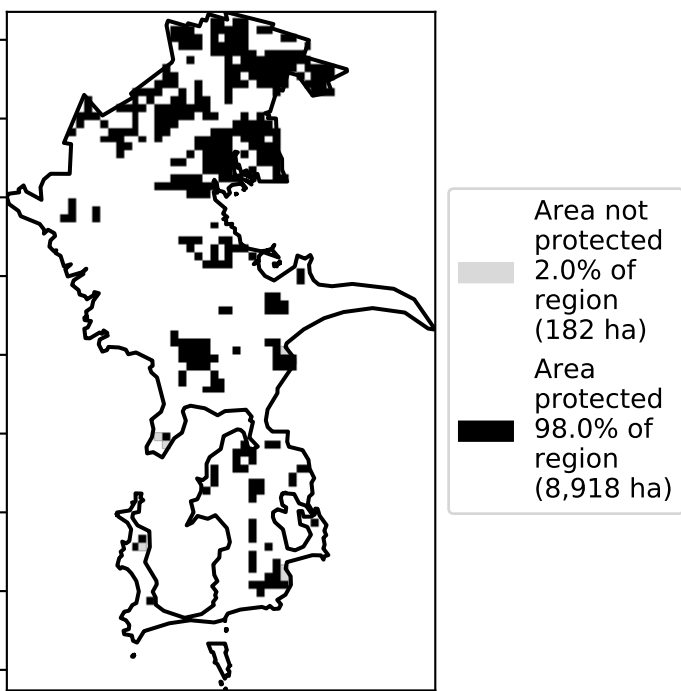 Area not
protected
2.0% of
region
(182 ha)
Area
protected
98.0% of
region
(8,918 ha)